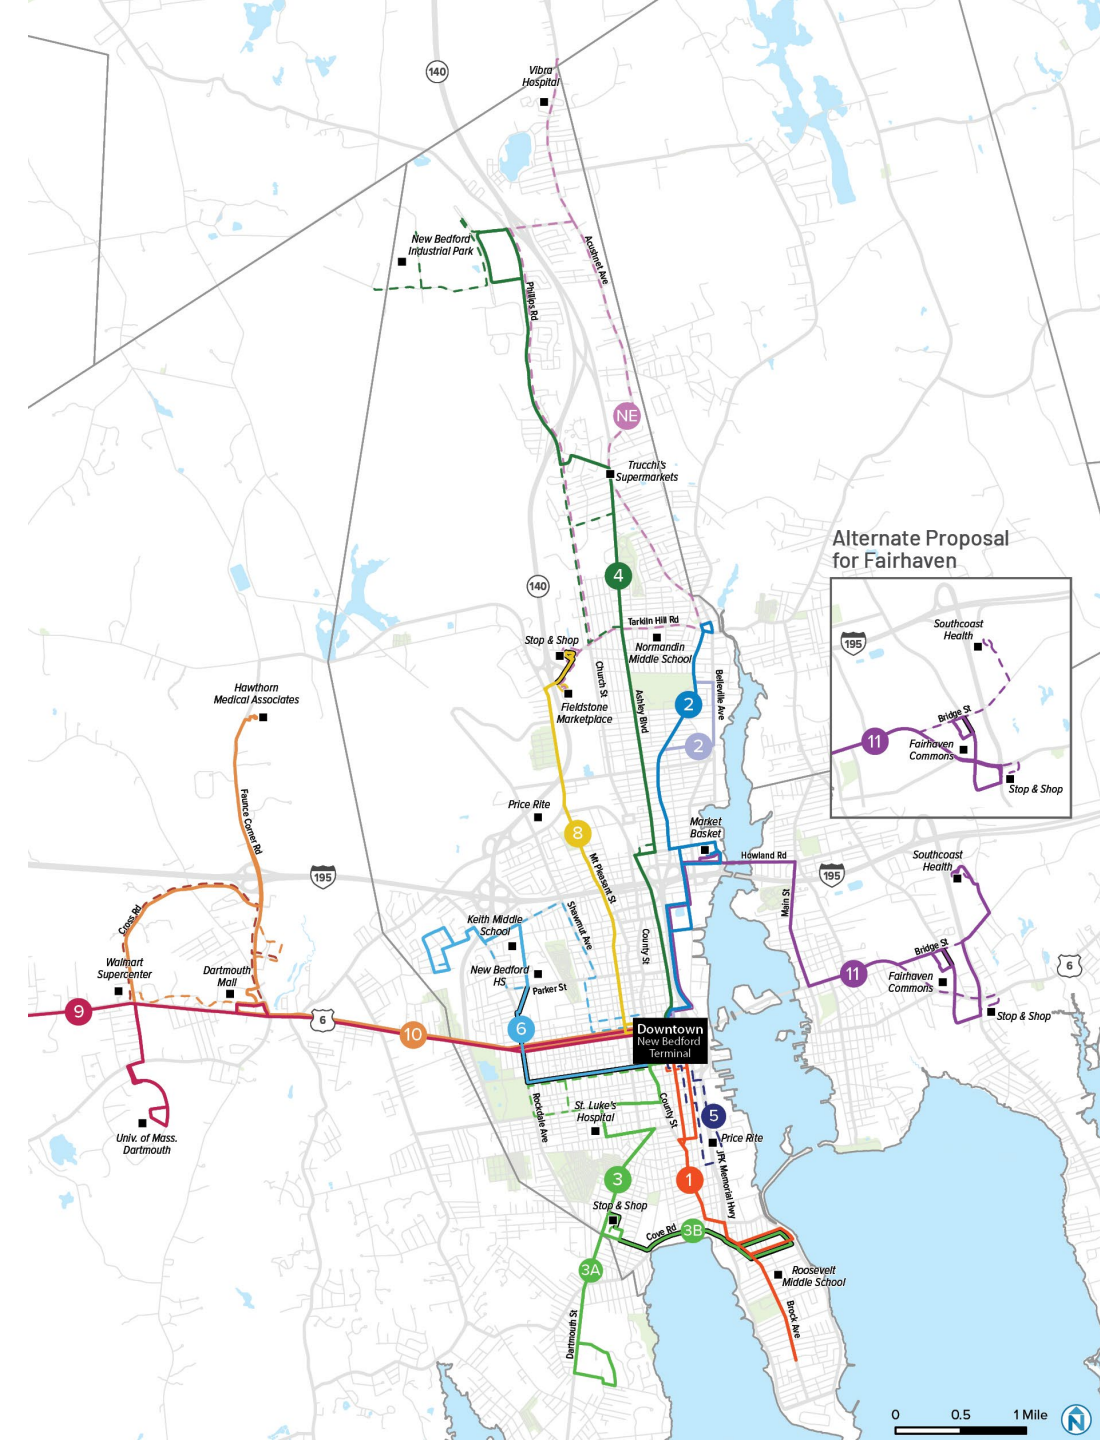 140
Vibra
Hospital
New Bedford
Industrial Park
Acushnet Ave
Phillips Rd
NE
Trucchi's
Supermarkets
Alternate Proposal
for Fairhaven
4
140
Southcoast
Health
195
Tarkiln Hill Rd
Stop & Shop
Normandin
Middle School
Church St
Belleville Ave
Hawthorn
Medical Associates
Ashley Blvd
2
Fieldstone
Marketplace
Bridge St
11
Fairhaven
Commons
2
Stop & Shop
Price Rite
Faunce Corner Rd
8
Market
Basket
Howland Rd
Mt Pleasant St
195
195
Southcoast
Health
Main St
Cross Rd
Keith Middle
School
Shawmut Ave
County St
Bridge St
6
Walmart
Supercenter
Dartmouth
Mall
New Bedford
HS
Parker St
11
Fairhaven
Commons
9
6
10
6
Downtown
New Bedford
Terminal
Stop & Shop
Rockdale Ave
St. Luke's
Hospital
County St
5
Price Rite
Univ. of Mass.
Dartmouth
JFK Memorial Hwy
3
1
Stop & Shop
Cove Rd
3B
3A
Roosevelt
Middle School
Dartmouth St
Brock Ave
0
0.5
1 Mile
N